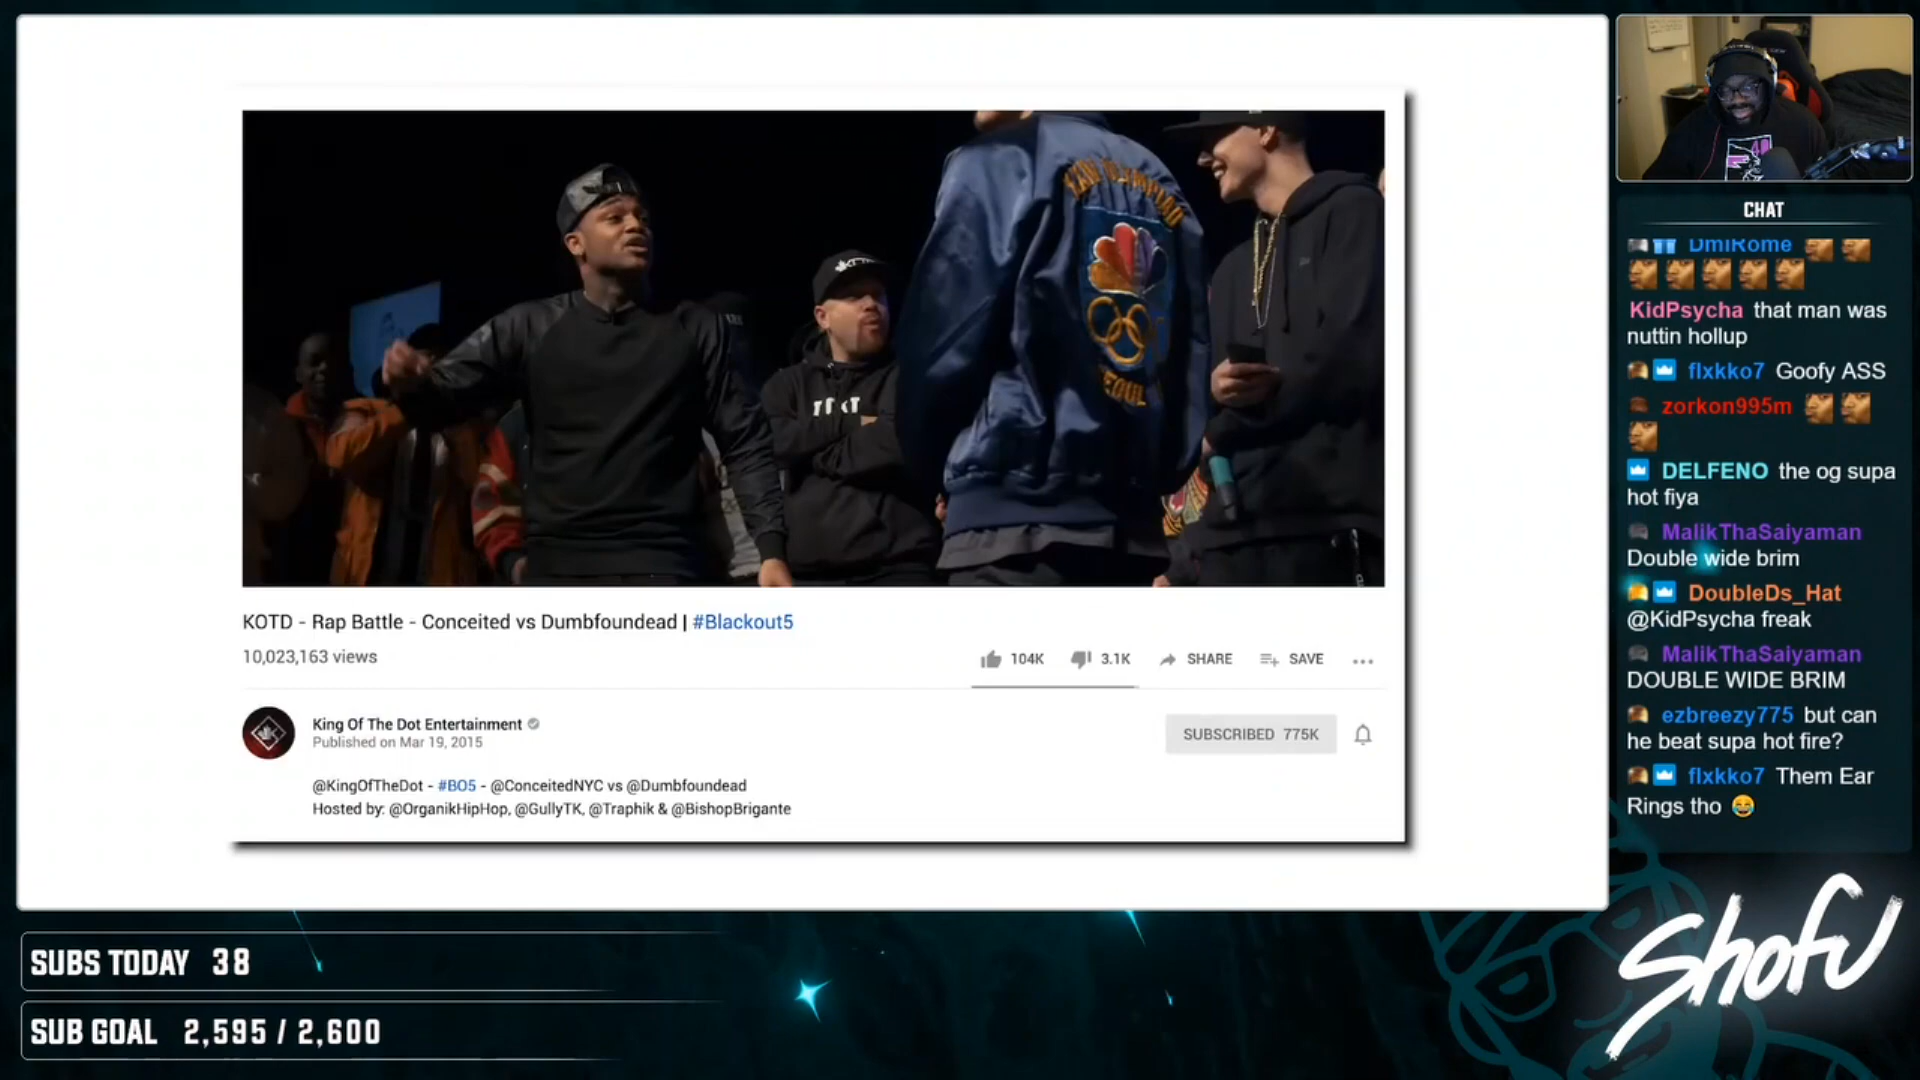 KOTD - Rap Battle - Conceited vs Dumbfoundead | #Blackout5
10,023,163 views
104K
3.1K
SHARE
SAVE
King Of The Dot Entertainment
Published on Mar 19, 2015
SUBSCRIBED 775K
@KingOfTheDot - #BO5 - @ConceitedNYC vs @Dumbfoundead
Hosted by: @OrganikHipHop, @GullyTK, @Traphik & @BishopBrigante
SEOUL
CHAT
DmiRome
KidPsycha that man was
nuttin hollup
flxkko7 Goofy ASS
zorkon995m
DELFENO the og supa
hot fiya
MalikThaSaiyaman
Double wide brim
DoubleDs_Hat
@KidPsycha freak
MalikThaSaiyaman
DOUBLE WIDE BRIM
ezbreezy775 but can
he beat supa hot fire?
flxkko7 Them Ear
Rings tho 😂
SUBS TODAY 38
SUB GOAL 2,595 / 2,600
Shofu